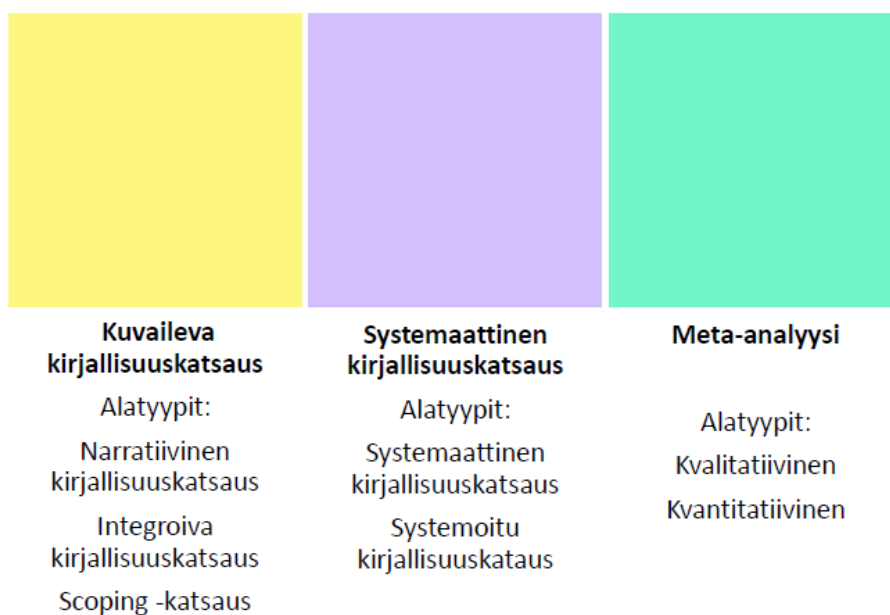 Kuvaileva
kirjallisuuskatsaus
Alatyypit:
Narratiivinen
kirjallisuuskatsaus
Integroiva
kirjallisuuskatsaus
Scoping -katsaus
Systemaattinen
kirjallisuuskatsaus
Alatyypit:
Systemaattinen
kirjallisuuskatsaus
Systemoitu
kirjallisuuskataus
Meta-analyysi
Alatyypit:
Kvalitatiivinen
Kvantitatiivinen